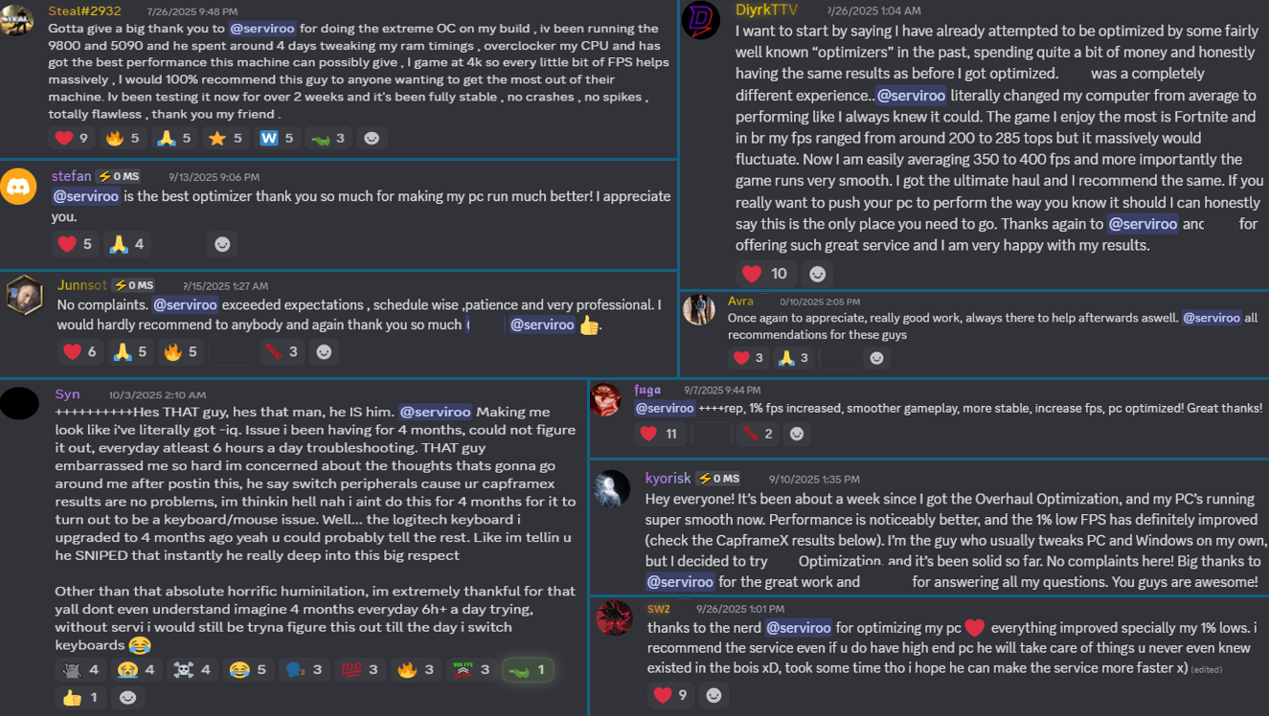 Steal#2932 7/26/2025 9:48 PM
Gotta give a big thank you to @serviroo for doing the extreme OC on my build , iv been running the
9800 and 5090 and he spent around 4 days tweaking my ram timings , overclocker my CPU and has
got the best performance this machine can possibly give , I game at 4k so every little bit of FPS helps
massively , I would 100% recommend this guy to anyone wanting to get the most out of their
machine. Iv been testing it now for over 2 weeks and it's been fully stable , no crashes , no spikes ,
totally flawless , thank you my friend .
9 5 5 5 W 5 3
stefan 0 MS 9/13/2025 9:06 PM
@serviroo is the best optimizer thank you so much for making my pc run much better! I appreciate
you.
5 4
Junnsot 0 MS 9/15/2025 1:27 AM
No complaints. @serviroo exceeded expectations , schedule wise ,patience and very professional. I
would hardly recommend to anybody and again thank you so much @serviroo .
6 5 5 3
Syn 10/3/2025 2:10 AM
++++++++++Hes THAT guy, hes that man, he IS him. @serviroo Making me
look like i've literally got -iq. Issue i been having for 4 months, could not figure
it out, everyday atleast 6 hours a day troubleshooting. THAT guy
embarrassed me so hard im concerned about the thoughts thats gonna go
around me after postin this, he say switch peripherals cause ur capframex
results are no problems, im thinkin hell nah i aint do this for 4 months for it to
turn out to be a keyboard/mouse issue. Well... the logitech keyboard i
upgraded to 4 months ago yeah u could probably tell the rest. Like im tellin u
he SNIPED that instantly he really deep into this big respect
Other than that absolute horrific huminilation, im extremely thankful for that
yall dont even understand imagine 4 months everyday 6h+ a day trying,
without servi i would still be tryna figure this out till the day i switch
keyboards
4 4 4 5 3 100 3 4 3 1
1
DiyrkTTV 7/26/2025 1:04 AM
I want to start by saying I have already attempted to be optimized by some fairly
well known “optimizers” in the past, spending quite a bit of money and honestly
having the same results as before I got optimized. was a completely
different experience.. @serviroo literally changed my computer from average to
performing like I always knew it could. The game I enjoy the most is Fortnite and
in br my fps ranged from around 200 to 285 tops but it massively would
fluctuate. Now I am easily averaging 350 to 400 fps and more importantly the
game runs very smooth. I got the ultimate haul and I recommend the same. If you
really want to push your pc to perform the way you know it should I can honestly
say this is the only place you need to go. Thanks again to @serviroo and for
offering such great service and I am very happy with my results.
10
Avra 0/10/2025 2:05 PM
Once again to appreciate, really good work, always there to help afterwards aswell. @serviroo all
recommendations for these guys
3 3
fuga 9/7/2025 9:44 PM
@serviroo ++++rep, 1% fps increased, smoother gameplay, more stable, increase fps, pc optimized! Great thanks!
11 2
kyorisk 0 MS 9/10/2025 1:35 PM
Hey everyone! It's been about a week since I got the Overhaul Optimization, and my PC's running
super smooth now. Performance is noticeably better, and the 1% low FPS has definitely improved
(check the CapframeX results below). I'm the guy who usually tweaks PC and Windows on my own,
but I decided to try Optimization, and it's been solid so far. No complaints here! Big thanks to
@serviroo for the great work and for answering all my questions. You guys are awesome!
swz 9/26/2025 1:01 PM
thanks to the nerd @serviroo for optimizing my pc everything improved specially my 1% lows. i
recommend the service even if u do have high end pc he will take care of things u never even knew
existed in the bois xD, took some time tho i hope he can make the service more faster x) (edited)
9